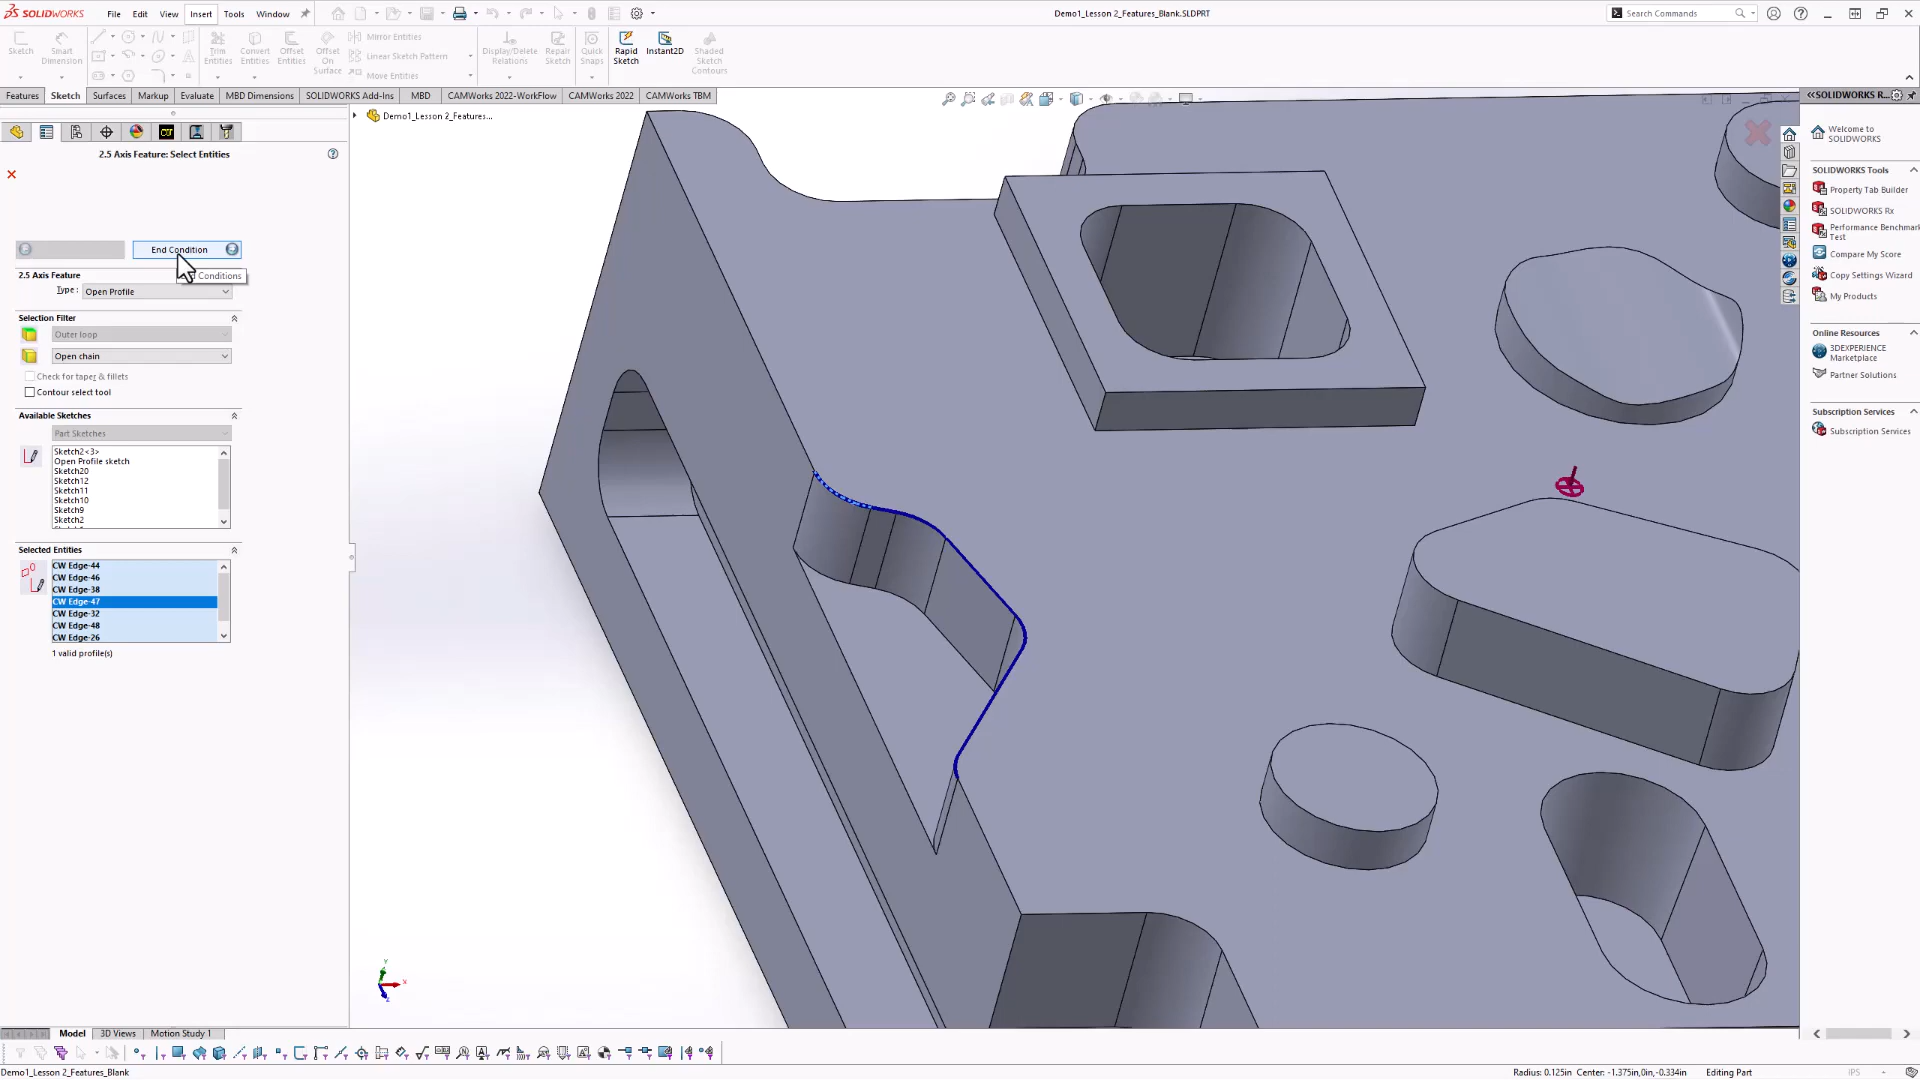 SOLIDWORKS File Edit View Insert Tools Window Demo1_Lesson 2_Features_Blank.SLDPRT Search Commands
Sketch Smart Dimension Trim Entities Convert Entities Offset Entities Offset On Surface Mirror Entities Display/Delete Relations Repair Sketch Quick Snaps Rapid Sketch Instant2D Shaded Sketch Contours
Linear Sketch Pattern
Move Entities
Features Sketch Surfaces Markup Evaluate MBD Dimensions SOLIDWORKS Add-Ins MBD CAMWorks 2022-WorkFlow CAMWorks 2022 CAMWorks TBM
Demo1_Lesson 2_Features...
2.5 Axis Feature: Select Entities
End Condition
Conditions
2.5 Axis Feature
Type : Open Profile
Selection Filter
Outer loop
Open chain
Check for taper & fillets
Contour select tool
Available Sketches
Part Sketches
Sketch2<3>
Open Profile sketch
Sketch20
Sketch12
Sketch11
Sketch10
Sketch9
Sketch2
Selected Entities
CW Edge-44
CW Edge-46
CW Edge-38
CW Edge-47
CW Edge-32
CW Edge-48
CW Edge-26
1 valid profile(s)
Y
X
Z
SOLIDWORKS R...
Welcome to
SOLIDWORKS
SOLIDWORKS Tools
Property Tab Builder
SOLIDWORKS Rx
Performance Benchmark
Test
Compare My Score
Copy Settings Wizard
My Products
Online Resources
3DEXPERIENCE
Marketplace
Partner Solutions
Subscription Services
Subscription Services
Model 3D Views Motion Study 1
Demo1_Lesson 2_Features_Blank Radius: 0.125in Center: -1.375in,0in,-0.334in Editing Part IPS